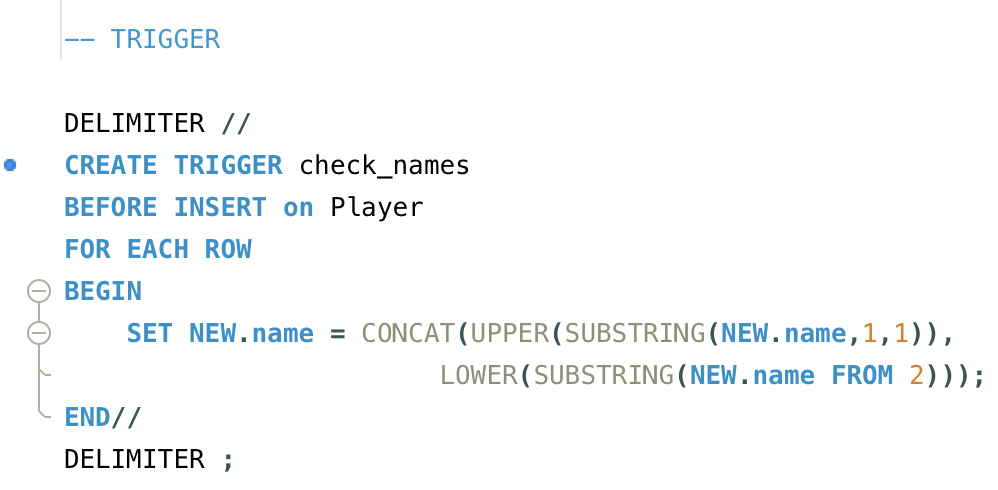 -- TRIGGER
DELIMITER //
CREATE TRIGGER check_names
BEFORE INSERT on Player
FOR EACH ROW
BEGIN
    SET NEW.name = CONCAT(UPPER(SUBSTRING(NEW.name,1,1)),
                        LOWER(SUBSTRING(NEW.name FROM 2)));
END//
DELIMITER ;